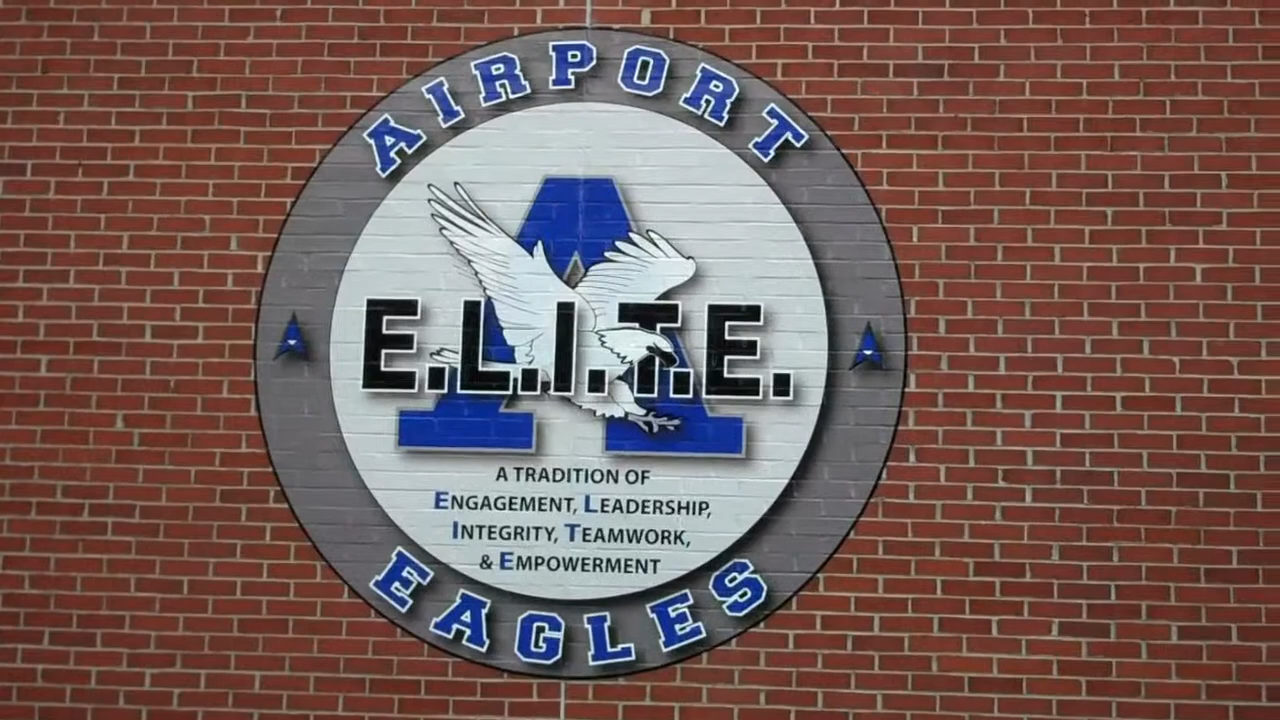 AIRPORT
E.L.I.T.E.
A TRADITION OF
ENGAGEMENT, LEADERSHIP,
INTEGRITY, TEAMWORK,
& EMPOWERMENT
EAGLES